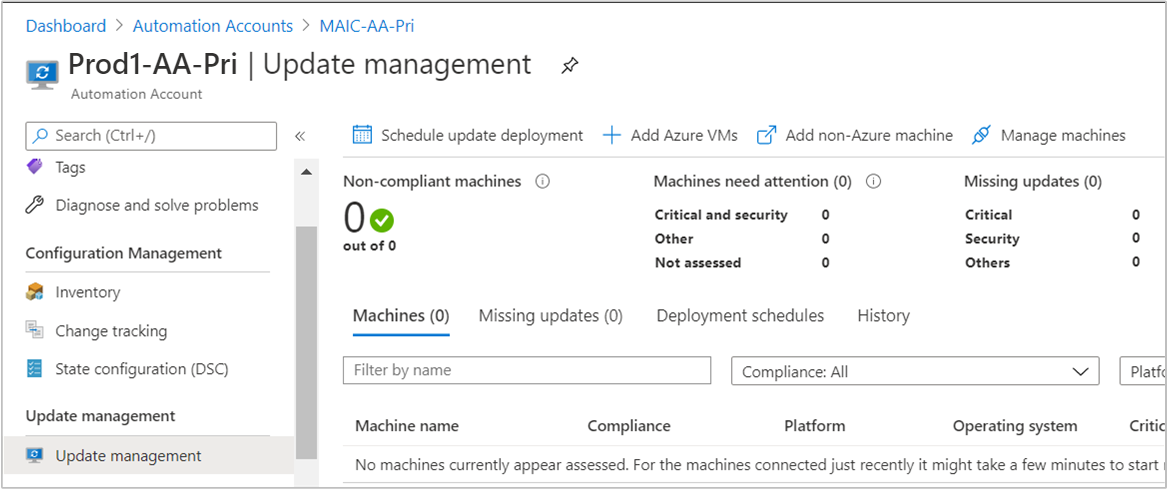 Dashboard > Automation Accounts > MAIC-AA-Pri
Prod1-AA-Pri | Update management
Automation Account
Search (Ctrl+/)
«
Tags
Diagnose and solve problems
Configuration Management
Inventory
Change tracking
State configuration (DSC)
Update management
Update management
Schedule update deployment
Add Azure VMs
Add non-Azure machine
Manage machines
Non-compliant machines
0
out of 0
Machines need attention (0)
Critical and security 0
Other 0
Not assessed 0
Missing updates (0)
Critical 0
Security 0
Others 0
Machines (0) Missing updates (0) Deployment schedules History
Filter by name
Compliance: All
Platfo
Machine name Compliance Platform Operating system Critic
No machines currently appear assessed. For the machines connected just recently it might take a few minutes to start